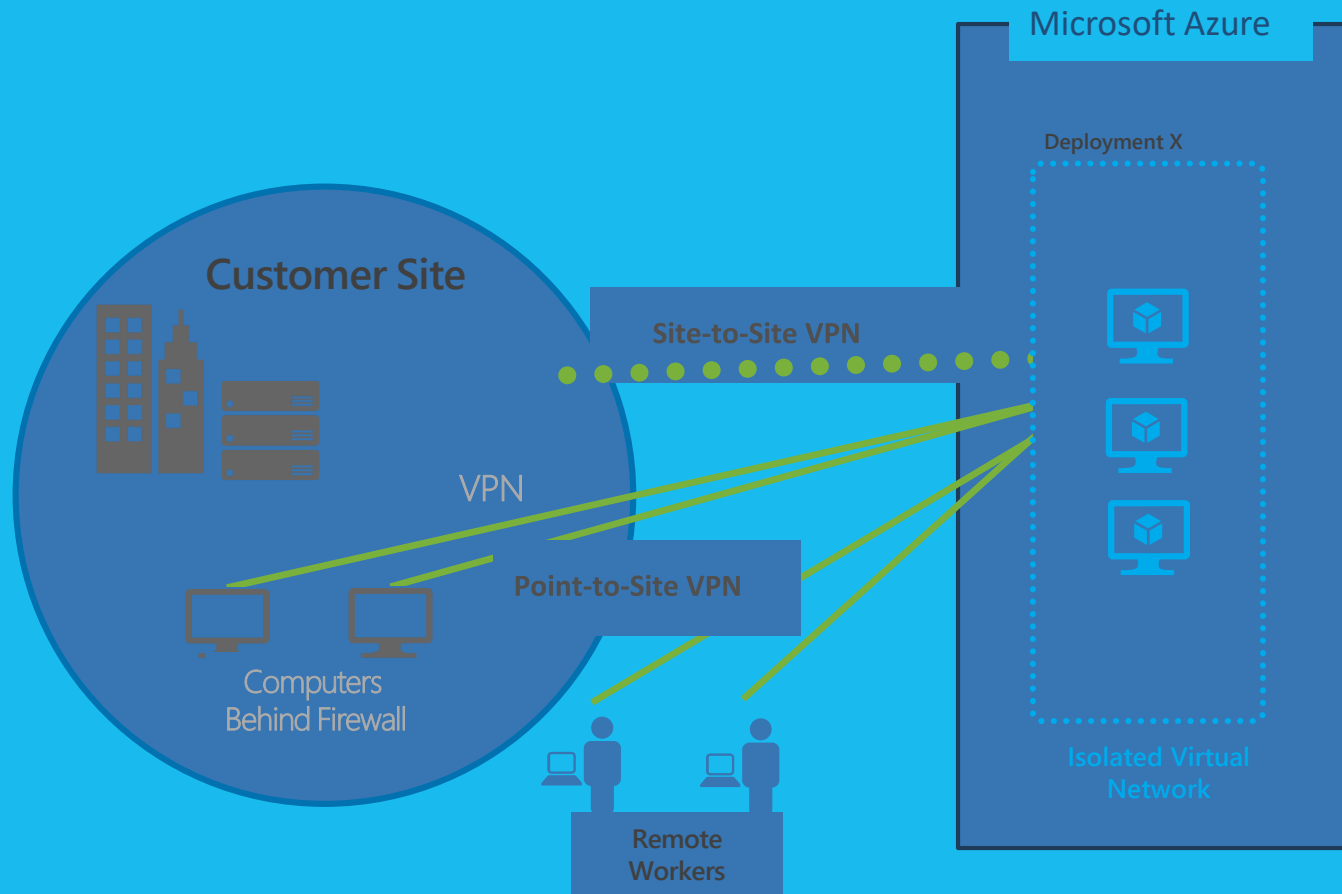 Microsoft Azure
Deployment X
Customer Site
Site-to-Site VPN
VPN
Point-to-Site VPN
Computers
Behind Firewall
Isolated Virtual
Network
Remote
Workers